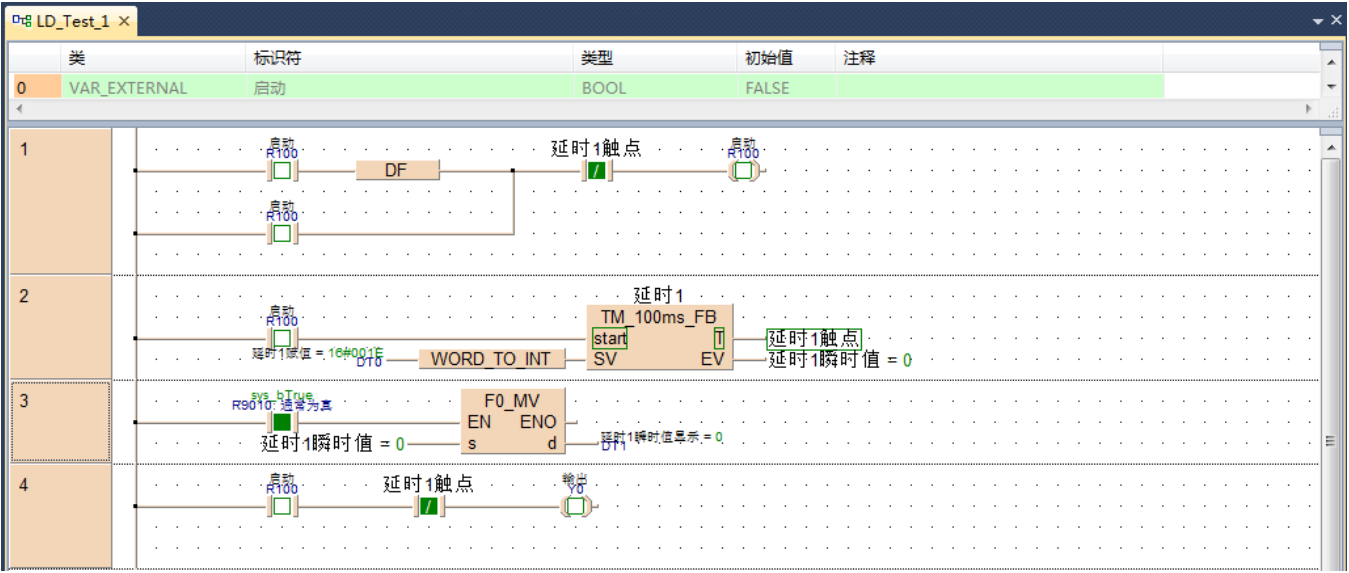 LD_Test_1
类 标识符 类型 初始值 注释
0 VAR_EXTERNAL 启动 BOOL FALSE
1
启动 延时1触点 启动
R100 R100
DF /
启动
R100
2
延时1
启动 TM_100ms_FB
R100
start T 延时1触点
延时1赋值 = 16#001E
DT0 WORD_TO_INT SV EV 延时1瞬时值 = 0
3
sys_bTrue F0_MV
R9010: 通常为真
EN ENO
延时1瞬时值 = 0 s d 延时1瞬时值显示 = 0
DT1
4
启动 延时1触点 输出
R100 Y0
/